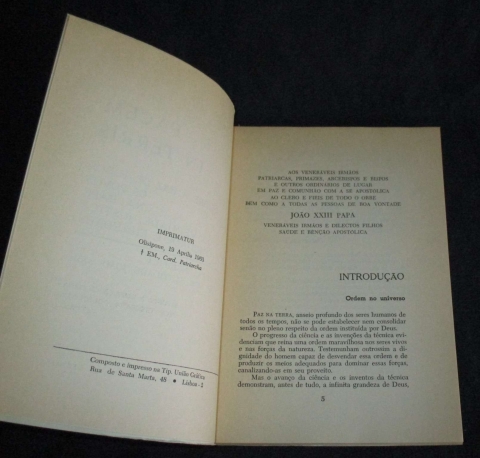 IMPRIMATUR
Olisipone, 15 Aprilis 1963
† EM., Card. Patriarcha
Composto e impresso na Tip. União Gráfica
Rua de Santa Marta, 48 • Lisboa-2
AOS VENERÁVEIS IRMÃOS
PATRIARCAS, PRIMAZES, ARCEBISPOS E BISPOS
E OUTROS ORDINÁRIOS DE LUGAR
EM PAZ E COMUNHÃO COM A SÉ APOSTÓLICA
AO CLERO E FIÉIS DE TODO O ORBE
BEM COMO A TODAS AS PESSOAS DE BOA VONTADE
JOÃO XXIII PAPA
VENERÁVEIS IRMÃOS E DILECTOS FILHOS
SAÚDE E BENÇÃO APOSTÓLICA
INTRODUÇÃO
Ordem no universo
PAZ NA TERRA, anseio profundo dos seres humanos de
todos os tempos, não se pode estabelecer nem consolidar
senão no pleno respeito da ordem instituída por Deus.
O progresso da ciência e as invenções da técnica evi-
denciam que reina uma ordem maravilhosa nos seres vivos
e nas forças da natureza. Testemunham outrossim a di-
gnidade do homem capaz de desvendar essa ordem e de
produzir os meios adequados para dominar essas forças,
canalizando-as em seu proveito.
Mas o avanço da ciência e os inventos da técnica
demonstram, antes de tudo, a infinita grandeza de Deus,
5